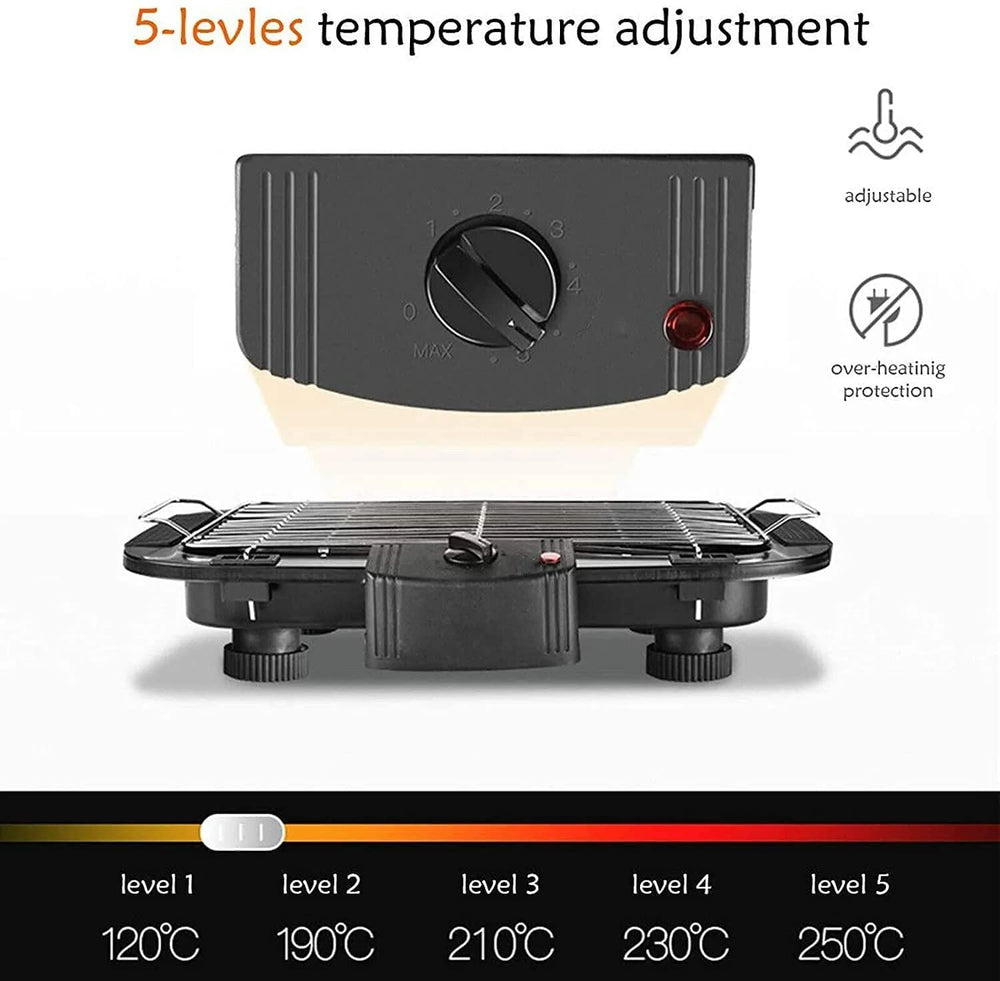 5-levles temperature adjustment
adjustable
2
1
3
4
0
MAX
5
over-heatinig
protection
level 1 level 2 level 3 level 4 level 5
120°C 190°C 210°C 230°C 250°C